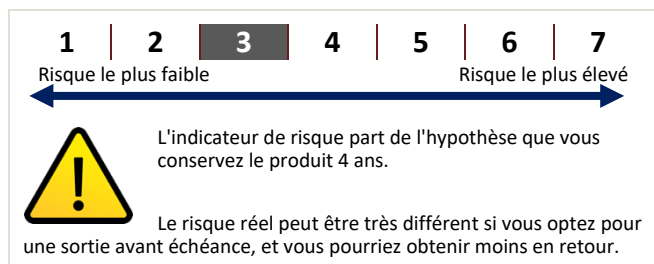 1 2 3 4 5 6 7
Risque le plus faible Risque le plus élevé
L'indicateur de risque part de l'hypothèse que vous
conservez le produit 4 ans.
Le risque réel peut être très différent si vous optez pour
une sortie avant échéance, et vous pourriez obtenir moins en retour.